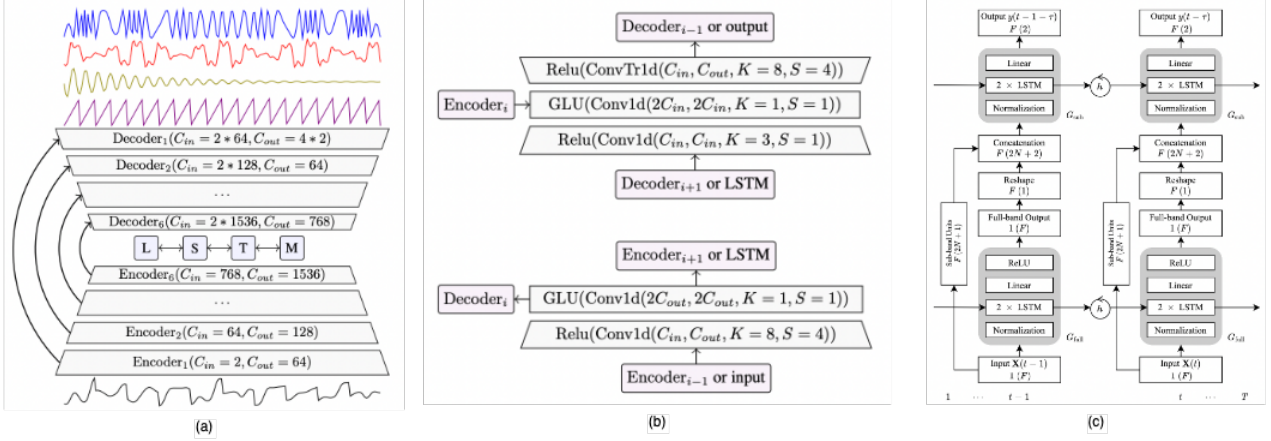 Decoder₁(C_in = 2 * 64, C_out = 4 * 2)
Decoder₂(C_in = 2 * 128, C_out = 64)
...
Decoder₆(C_in = 2 * 1536, C_out = 768)
L S T M
Encoder₆(C_in = 768, C_out = 1536)
...
Encoder₂(C_in = 64, C_out = 128)
Encoder₁(C_in = 2, C_out = 64)
(a)
Decoder_{i−1} or output
Relu(ConvTr1d(C_in, C_out, K = 8, S = 4))
Encoder_i
GLU(Conv1d(2C_in, 2C_in, K = 1, S = 1))
Relu(Conv1d(C_in, C_in, K = 3, S = 1))
Decoder_{i+1} or LSTM
Encoder_{i+1} or LSTM
Decoder_i
GLU(Conv1d(2C_out, 2C_out, K = 1, S = 1))
Relu(Conv1d(C_in, C_out, K = 8, S = 4))
Encoder_{i−1} or input
(b)
Output y(t − 1 − τ)
F (2)
Linear
2 × LSTM
Normalization
G_sub
Concatenation
F (2N + 2)
Reshape
F (1)
Full-band Output
1 (F)
Sub-band Units
F (2N + 1)
ReLU
Linear
2 × LSTM
Normalization
G_full
Input X(t − 1)
1 (F)
h
h
Output y(t − τ)
F (2)
Linear
2 × LSTM
Normalization
G_sub
Concatenation
F (2N + 2)
Reshape
F (1)
Full-band Output
1 (F)
Sub-band Units
F (2N + 1)
ReLU
Linear
2 × LSTM
Normalization
G_full
Input X(t)
1 (F)
1 ... t − 1 t ... T
(c)